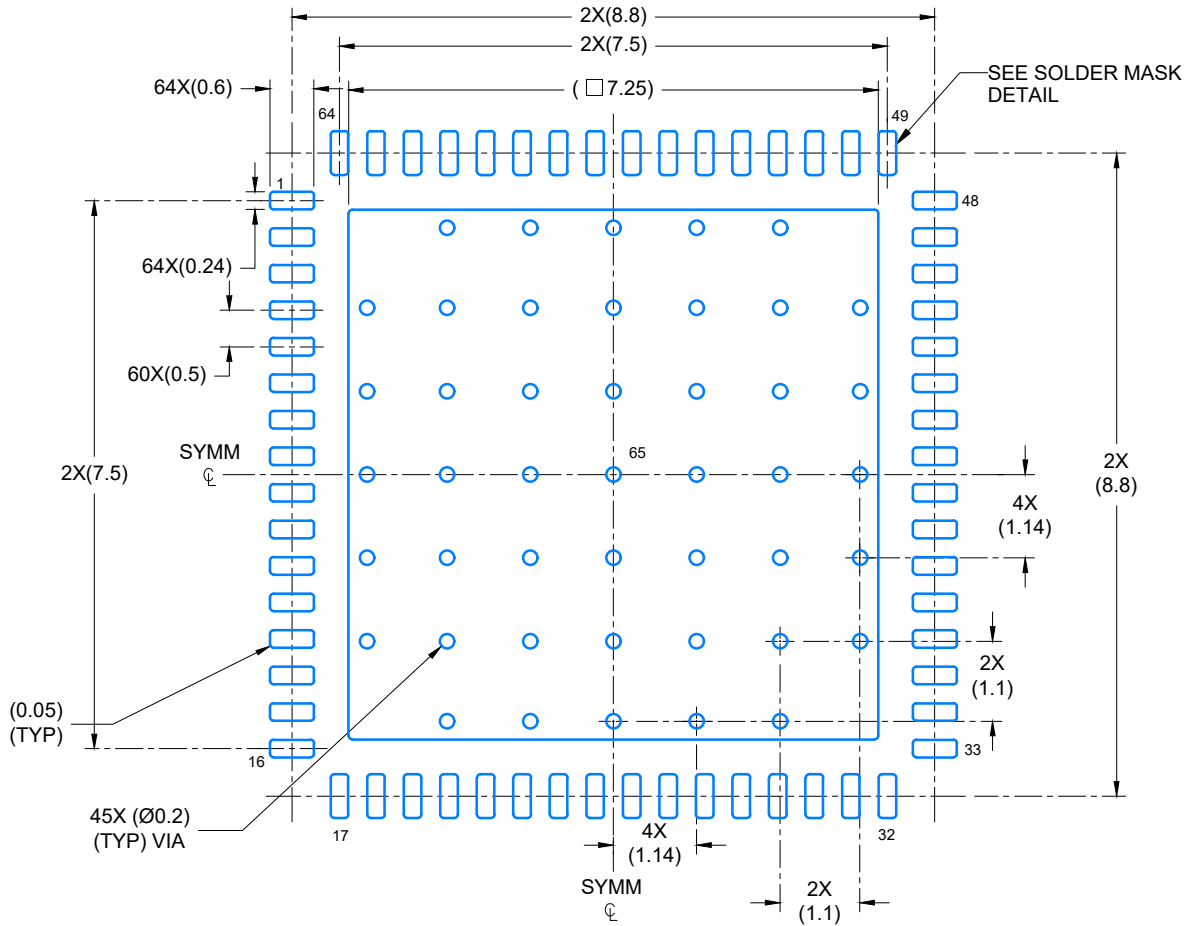 2X(8.8)
2X(7.5)
64X(0.6)
( □ 7.25)
SEE SOLDER MASK
DETAIL
64
49
1
48
64X(0.24)
60X(0.5)
SYMM
℄
65
2X(7.5)
2X
(8.8)
4X
(1.14)
2X
(1.1)
(0.05)
(TYP)
16
33
45X (Ø0.2)
(TYP) VIA
17
32
4X
(1.14)
SYMM
℄
2X
(1.1)